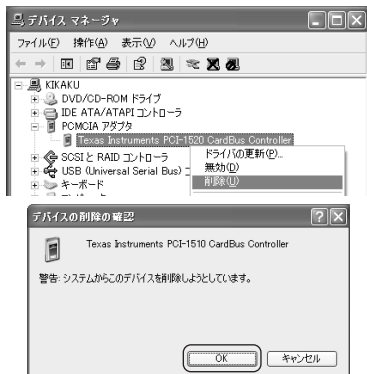 デバイス マネージャ
ファイル(F) 操作(A) 表示(V) ヘルプ(H)
KIKAKU
DVD/CD-ROM ドライブ
IDE ATA/ATAPI コントローラ
PCMCIA アダプタ
Texas Instruments PCI-1520 CardBus Controller
SCSI と RAID コントローラ
USB (Universal Serial Bus) コ
キーボード
ドライバの更新(P)...
無効(D)
削除(U)
デバイスの削除の確認
Texas Instruments PCI-1510 CardBus Controller
警告: システムからこのデバイスを削除しようとしています。
OK キャンセル